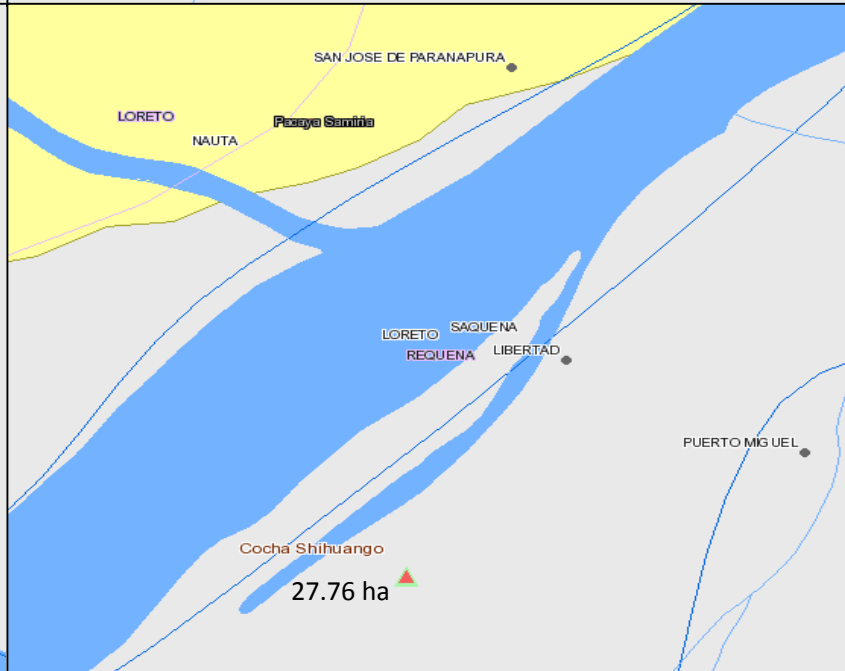 SAN JOSE DE PARANAPURA
LORETO
Pacaya Samiria
NAUTA
LORETO
SAQUENA
REQUENA
LIBERTAD
PUERTO MIGUEL
Cocha Shihuango
27.76 ha